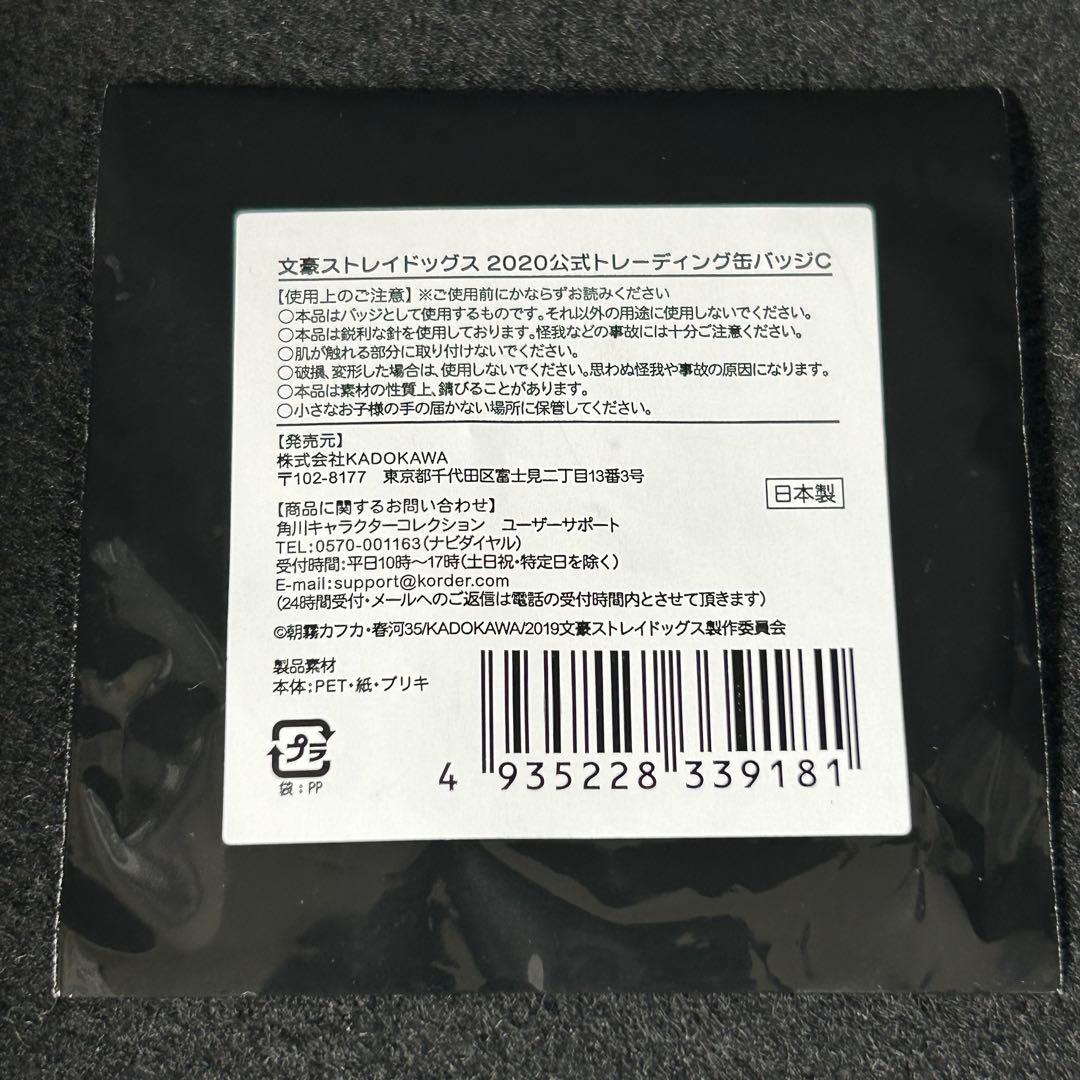 文豪ストレイドッグス 2020公式トレーディング缶バッジC
【使用上のご注意】※ご使用前にかならずお読みください
○本品はバッジとして使用するものです。それ以外の用途に使用しないでください。
○本品は鋭利な針を使用しております。怪我などの事故には十分ご注意ください。
○肌が触れる部分に取り付けないでください。
○破損、変形した場合は、使用しないでください。思わぬ怪我や事故の原因になります。
○本品は素材の性質上、錆びることがあります。
○小さなお子様の手の届かない場所に保管してください。
【発売元】
株式会社KADOKAWA
〒102-8177 東京都千代田区富士見二丁目13番3号
日本製
【商品に関するお問い合わせ】
角川キャラクターコレクション ユーザーサポート
TEL:0570-001163(ナビダイヤル)
受付時間:平日10時〜17時(土日祝・特定日を除く)
E-mail:support@korder.com
(24時間受付・メールへのご返信は電話の受付時間内とさせて頂きます)
©朝霧カフカ・春河35/KADOKAWA/2019文豪ストレイドッグス製作委員会
製品素材
本体:PET・紙・ブリキ
プラ
袋:PP
4 935228 339181